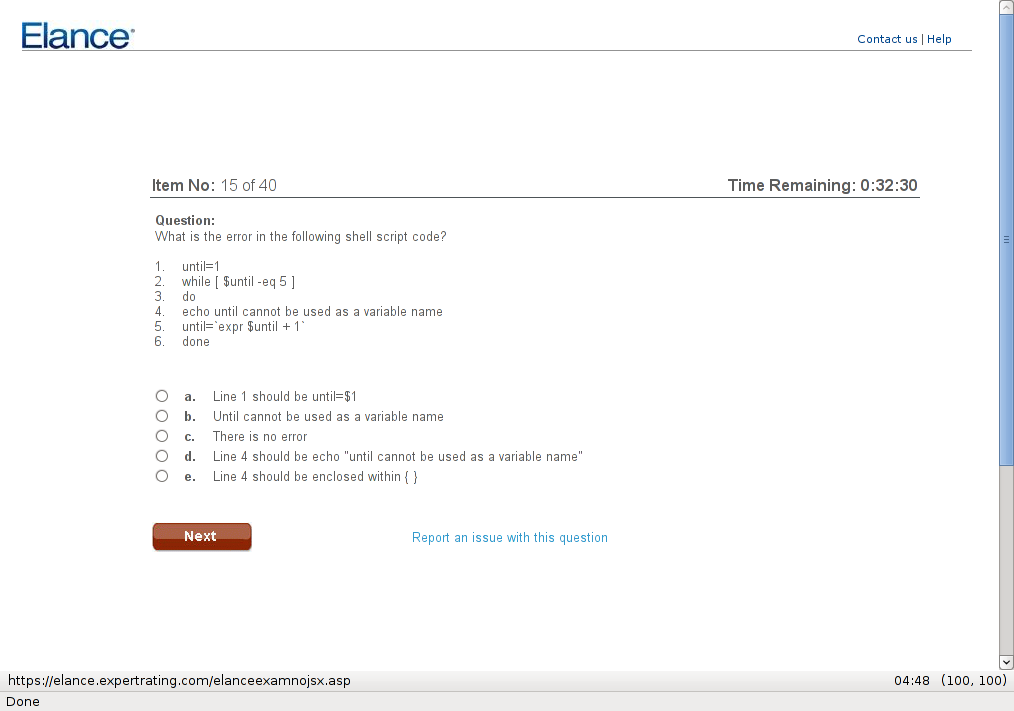 Elance
Contact us | Help
Item No: 15 of 40
Time Remaining: 0:32:30
Question:
What is the error in the following shell script code?
1. until=1
2. while [ $until -eq 5 ]
3. do
4. echo until cannot be used as a variable name
5. until=`expr $until + 1`
6. done
a. Line 1 should be until=$1
b. Until cannot be used as a variable name
c. There is no error
d. Line 4 should be echo "until cannot be used as a variable name"
e. Line 4 should be enclosed within { }
Next
Report an issue with this question
https://elance.expertrating.com/elanceexamnojsx.asp
04:48 (100, 100)
Done